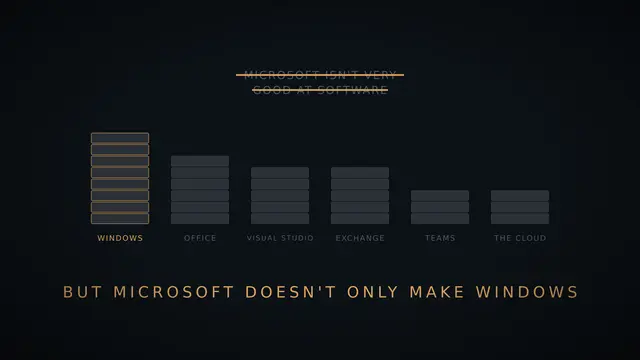 MICROSOFT ISN'T VERY
GOOD AT SOFTWARE
WINDOWS OFFICE VISUAL STUDIO EXCHANGE TEAMS THE CLOUD
BUT MICROSOFT DOESN'T ONLY MAKE WINDOWS